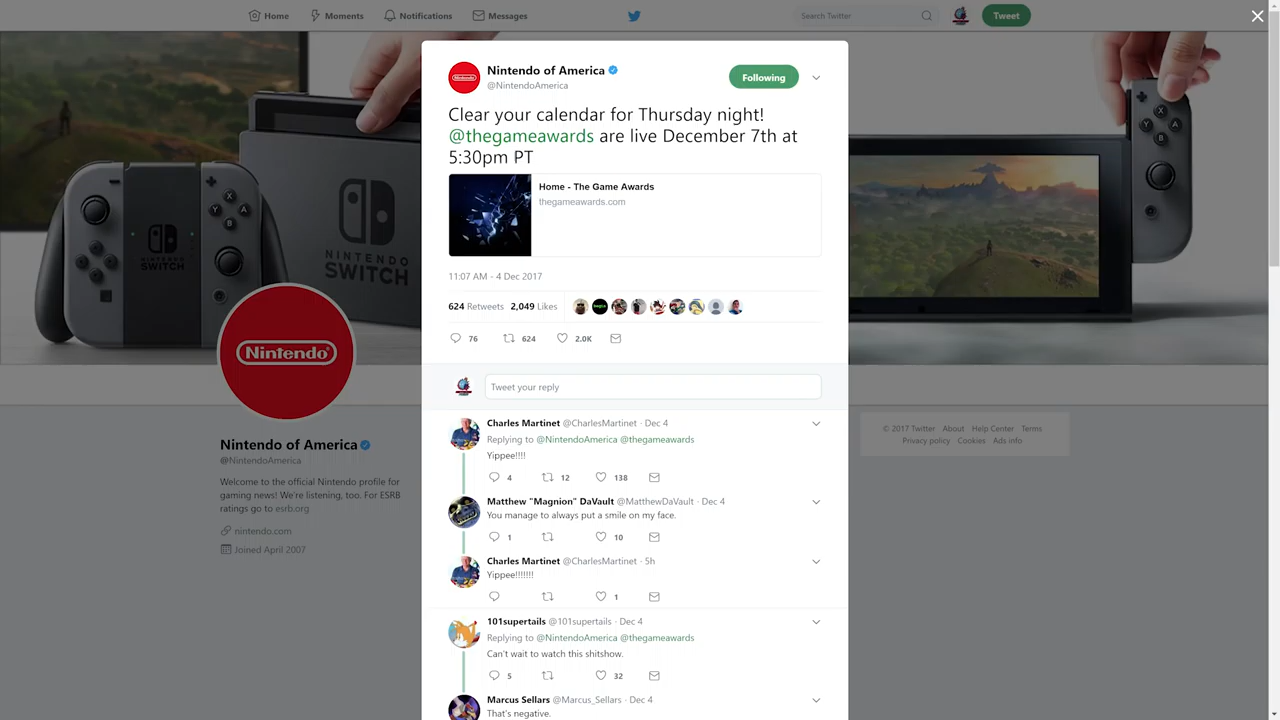 Home
Moments
Notifications
Messages
Search Twitter
Tweet
Nintendo of America
@NintendoAmerica
Following
Clear your calendar for Thursday night!
@thegameawards are live December 7th at
5:30pm PT
Home - The Game Awards
thegameawards.com
11:07 AM - 4 Dec 2017
624 Retweets 2,049 Likes
76 624 2.0K
Tweet your reply
Charles Martinet @CharlesMartinet · Dec 4
Replying to @NintendoAmerica @thegameawards
Yippee!!!!
4 12 138
Matthew "Magnion" DaVault @MatthewDaVault · Dec 4
You manage to always put a smile on my face.
1 10
Charles Martinet @CharlesMartinet · 5h
Yippee!!!!!!!
1
101supertails @101supertails · Dec 4
Replying to @NintendoAmerica @thegameawards
Can't wait to watch this shitshow.
5 32
Marcus Sellars @Marcus_Sellars · Dec 4
That's negative.
NINTENDO
SWITCH
NINTENDO
SWITCH
X
Y
A
B
X
Y
A
B
Nintendo
Nintendo of America
@NintendoAmerica
Welcome to the official Nintendo profile for
gaming news! We're listening, too. For ESRB
ratings go to esrb.org
nintendo.com
Joined April 2007
© 2017 Twitter About Help Center Terms
Privacy policy Cookies Ads info